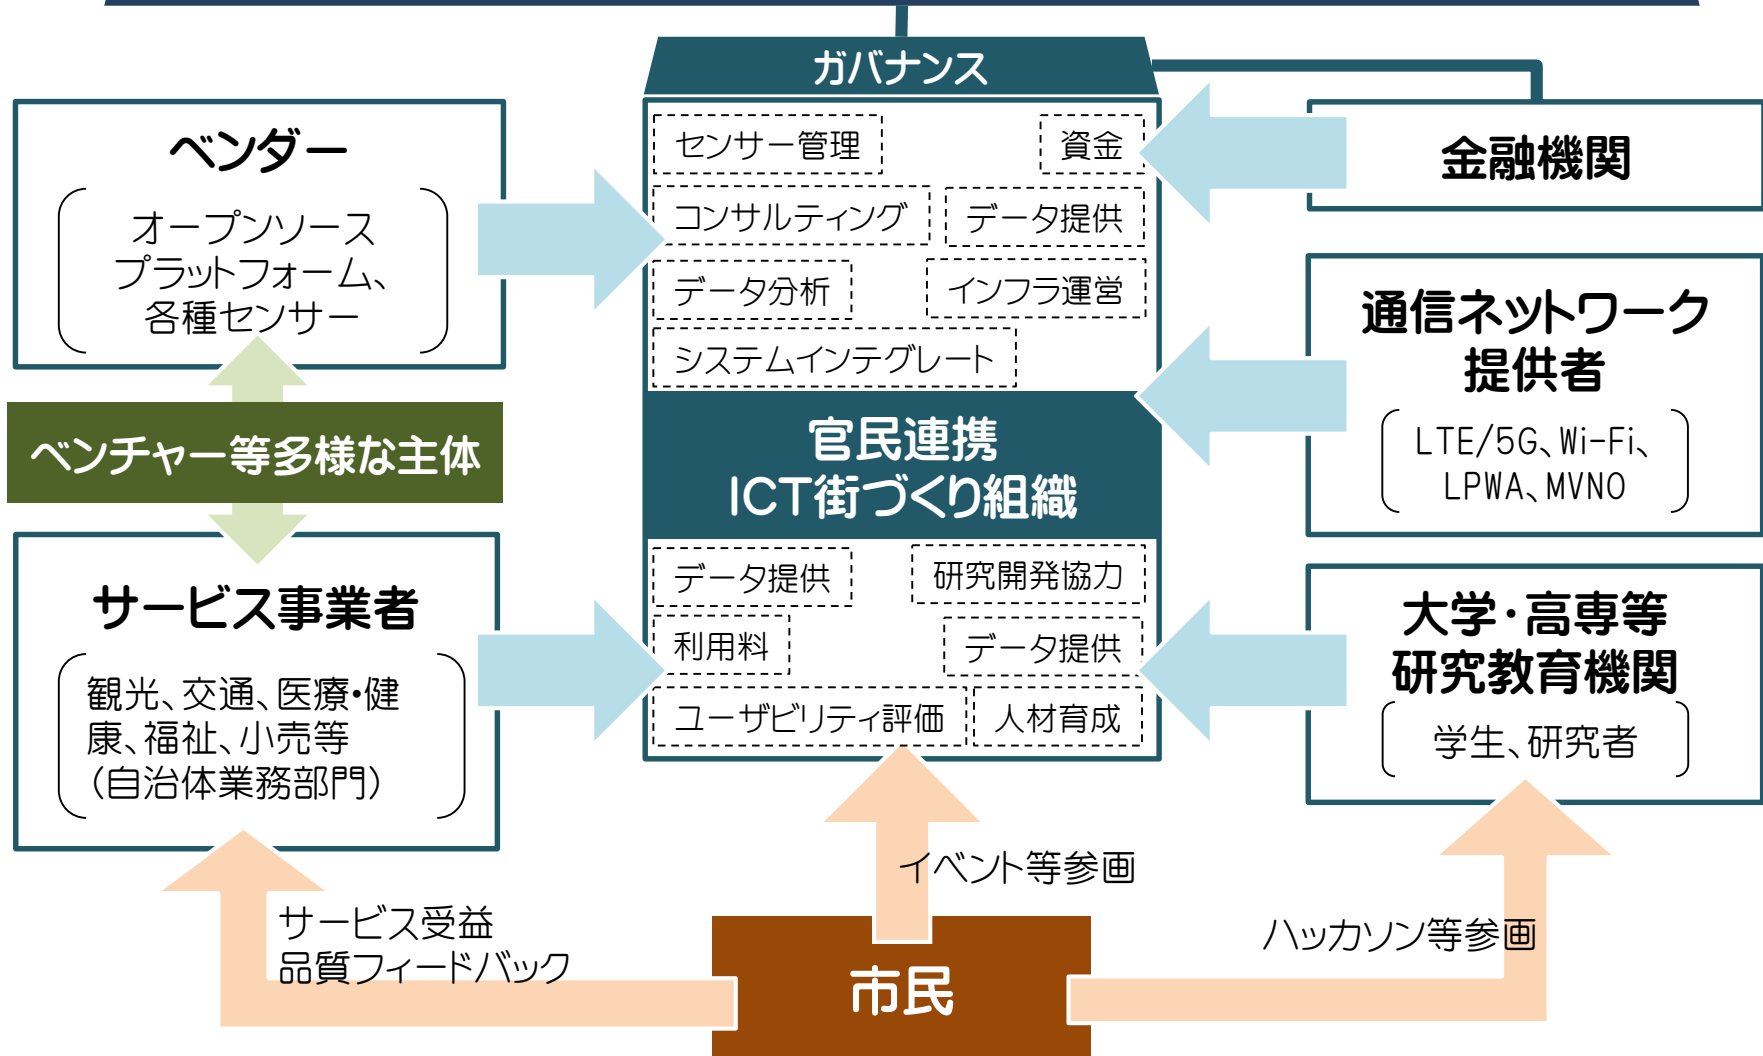 ガバナンス
ベンダー
オープンソース
プラットフォーム、
各種センサー
ベンチャー等多様な主体
サービス事業者
観光、交通、医療・健
康、福祉、小売等
(自治体業務部門)
センサー管理
資金
コンサルティング
データ提供
データ分析
インフラ運営
システムインテグレート
官民連携
ICT街づくり組織
データ提供
研究開発協力
利用料
データ提供
ユーザビリティ評価
人材育成
金融機関
通信ネットワーク
提供者
LTE/5G、Wi-Fi、
LPWA、MVNO
大学・高専等
研究教育機関
学生、研究者
サービス受益
品質フィードバック
イベント等参画
ハッカソン等参画
市民